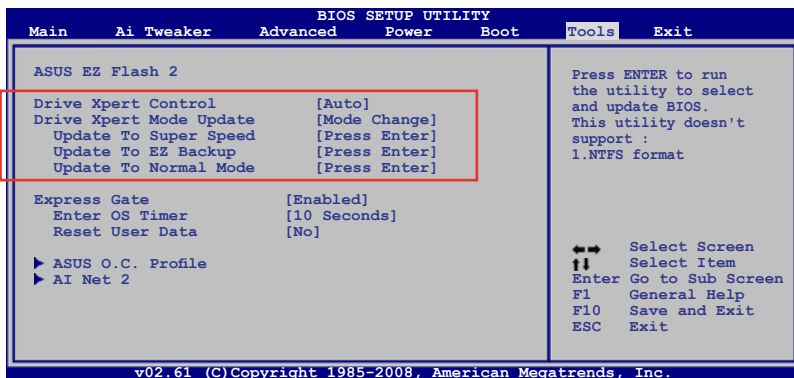 BIOS SETUP UTILITY
Main Ai Tweaker Advanced Power Boot Tools Exit
ASUS EZ Flash 2
Drive Xpert Control [Auto]
Drive Xpert Mode Update [Mode Change]
Update To Super Speed [Press Enter]
Update To EZ Backup [Press Enter]
Update To Normal Mode [Press Enter]
Express Gate [Enabled]
Enter OS Timer [10 Seconds]
Reset User Data [No]
ASUS O.C. Profile
AI Net 2
Press ENTER to run
the utility to select
and update BIOS.
This utility doesn't
support :
1.NTFS format
Select Screen
Select Item
Enter Go to Sub Screen
F1 General Help
F10 Save and Exit
ESC Exit
v02.61 (C)Copyright 1985-2008, American Megatrends, Inc.